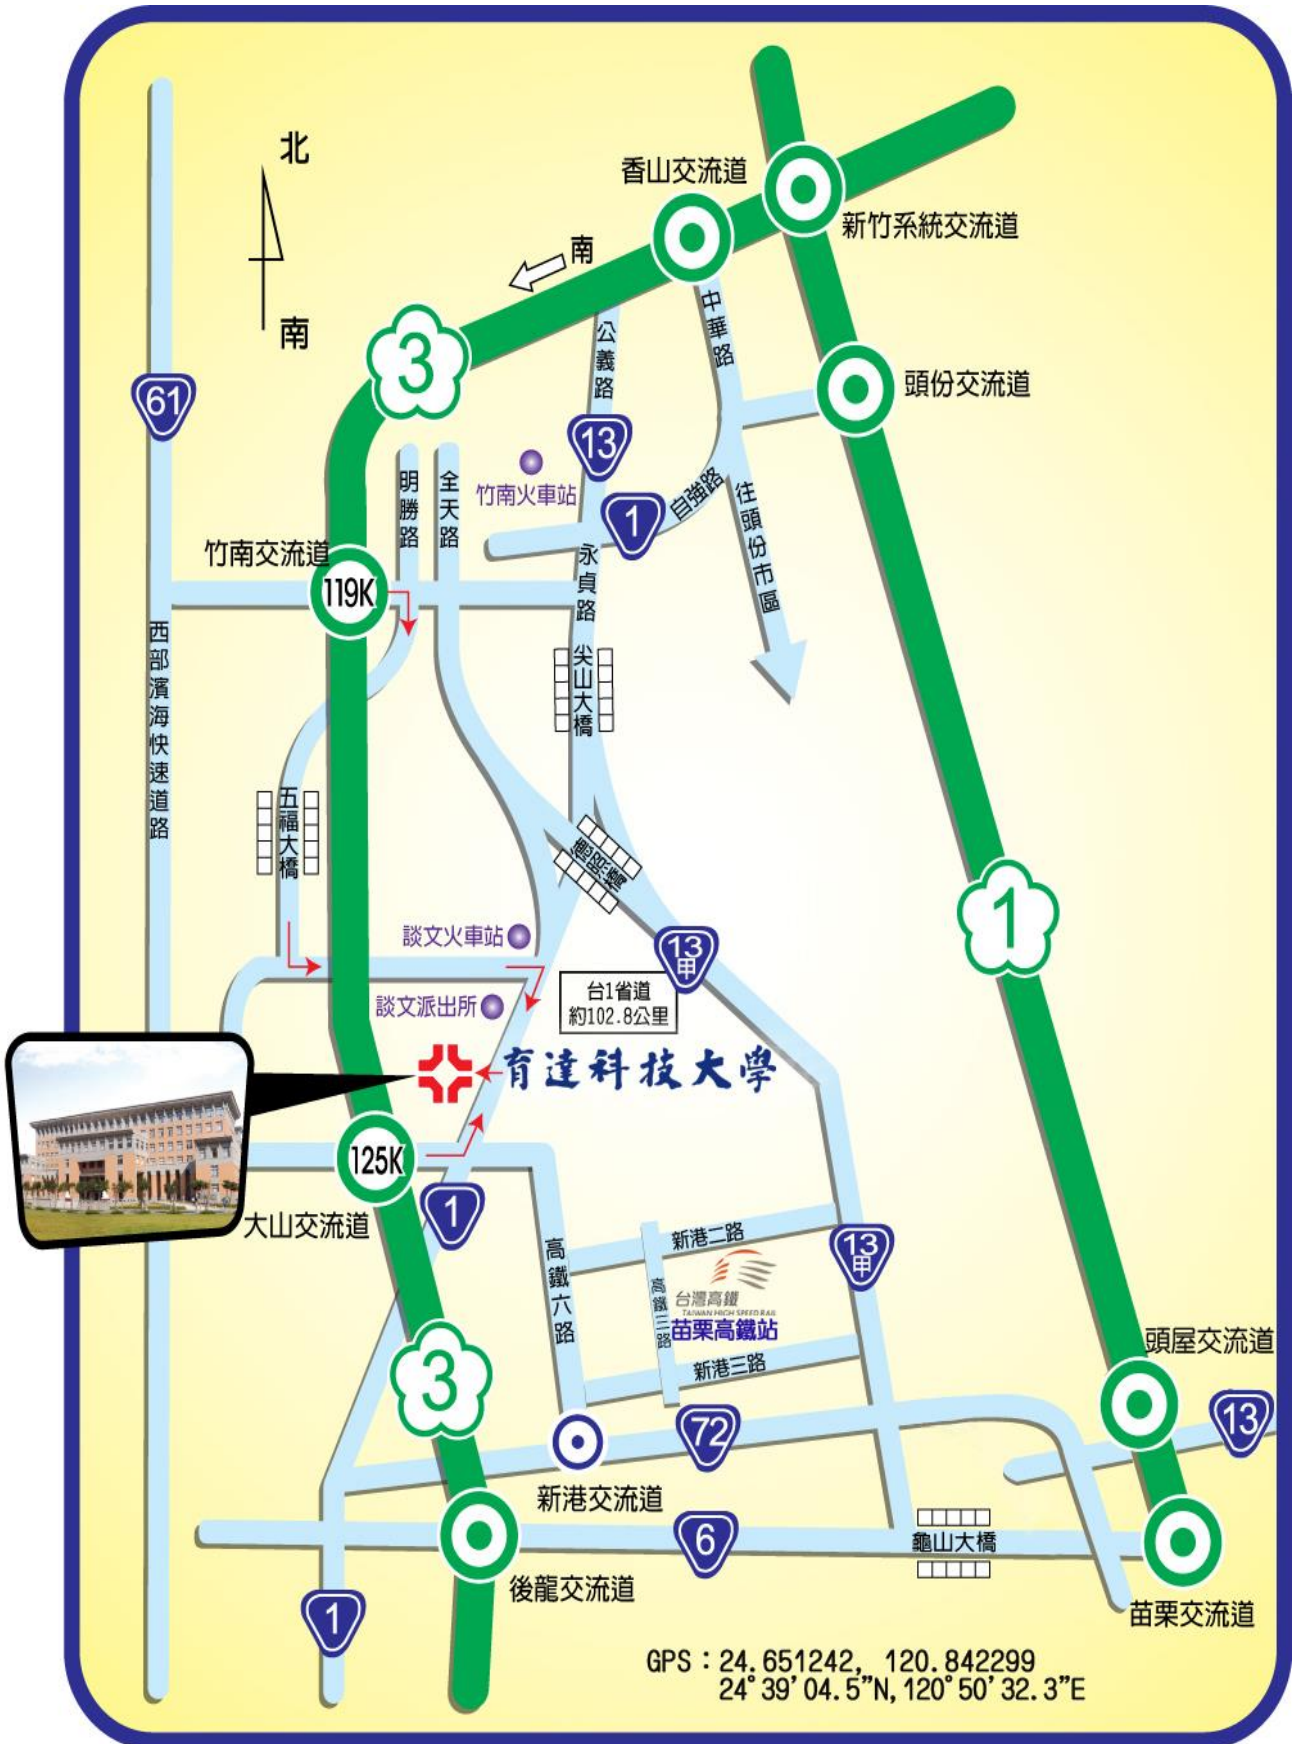 北
香山交流道
新竹系統交流道
南
南
3
公義路
中華路
頭份交流道
61
13
明勝路
全天路
竹南火車站
1
自強路
往頭份市區
竹南交流道
119K
永貞路
西部濱海快速道路
尖山大橋
五福大橋
德照橋
1
談文火車站
13甲
談文派出所
台1省道
約102.8公里
育達科技大學
125K
大山交流道
1
高鐵六路
新港二路
13甲
高鐵三路
台灣高鐵
TAIWAN HIGH SPEED RAIL
苗栗高鐵站
新港三路
3
頭屋交流道
72
13
新港交流道
6
龜山大橋
後龍交流道
1
苗栗交流道
GPS：24.651242, 120.842299
24°39'04.5"N, 120°50'32.3"E